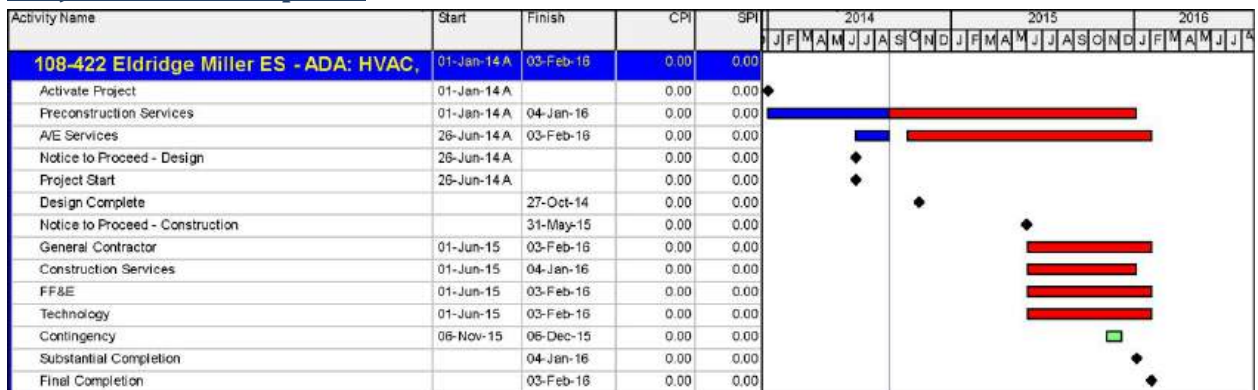 Activity Name Start Finish CPI SPI 2014 2015 2016
J F M A M J J A S O N D J F M A M J J A S O N D J F M A M J J A
108-422 Eldridge Miller ES - ADA: HVAC, 01-Jan-14 A 03-Feb-16 0.00 0.00
Activate Project 01-Jan-14 A 0.00 0.00
Preconstruction Services 01-Jan-14 A 04-Jan-16 0.00 0.00
A/E Services 26-Jun-14 A 03-Feb-16 0.00 0.00
Notice to Proceed - Design 26-Jun-14 A 0.00 0.00
Project Start 26-Jun-14 A 0.00 0.00
Design Complete 27-Oct-14 0.00 0.00
Notice to Proceed - Construction 31-May-15 0.00 0.00
General Contractor 01-Jun-15 03-Feb-16 0.00 0.00
Construction Services 01-Jun-15 04-Jan-16 0.00 0.00
FF&E 01-Jun-15 03-Feb-16 0.00 0.00
Technology 01-Jun-15 03-Feb-16 0.00 0.00
Contingency 06-Nov-15 06-Dec-15 0.00 0.00
Substantial Completion 04-Jan-16 0.00 0.00
Final Completion 03-Feb-16 0.00 0.00